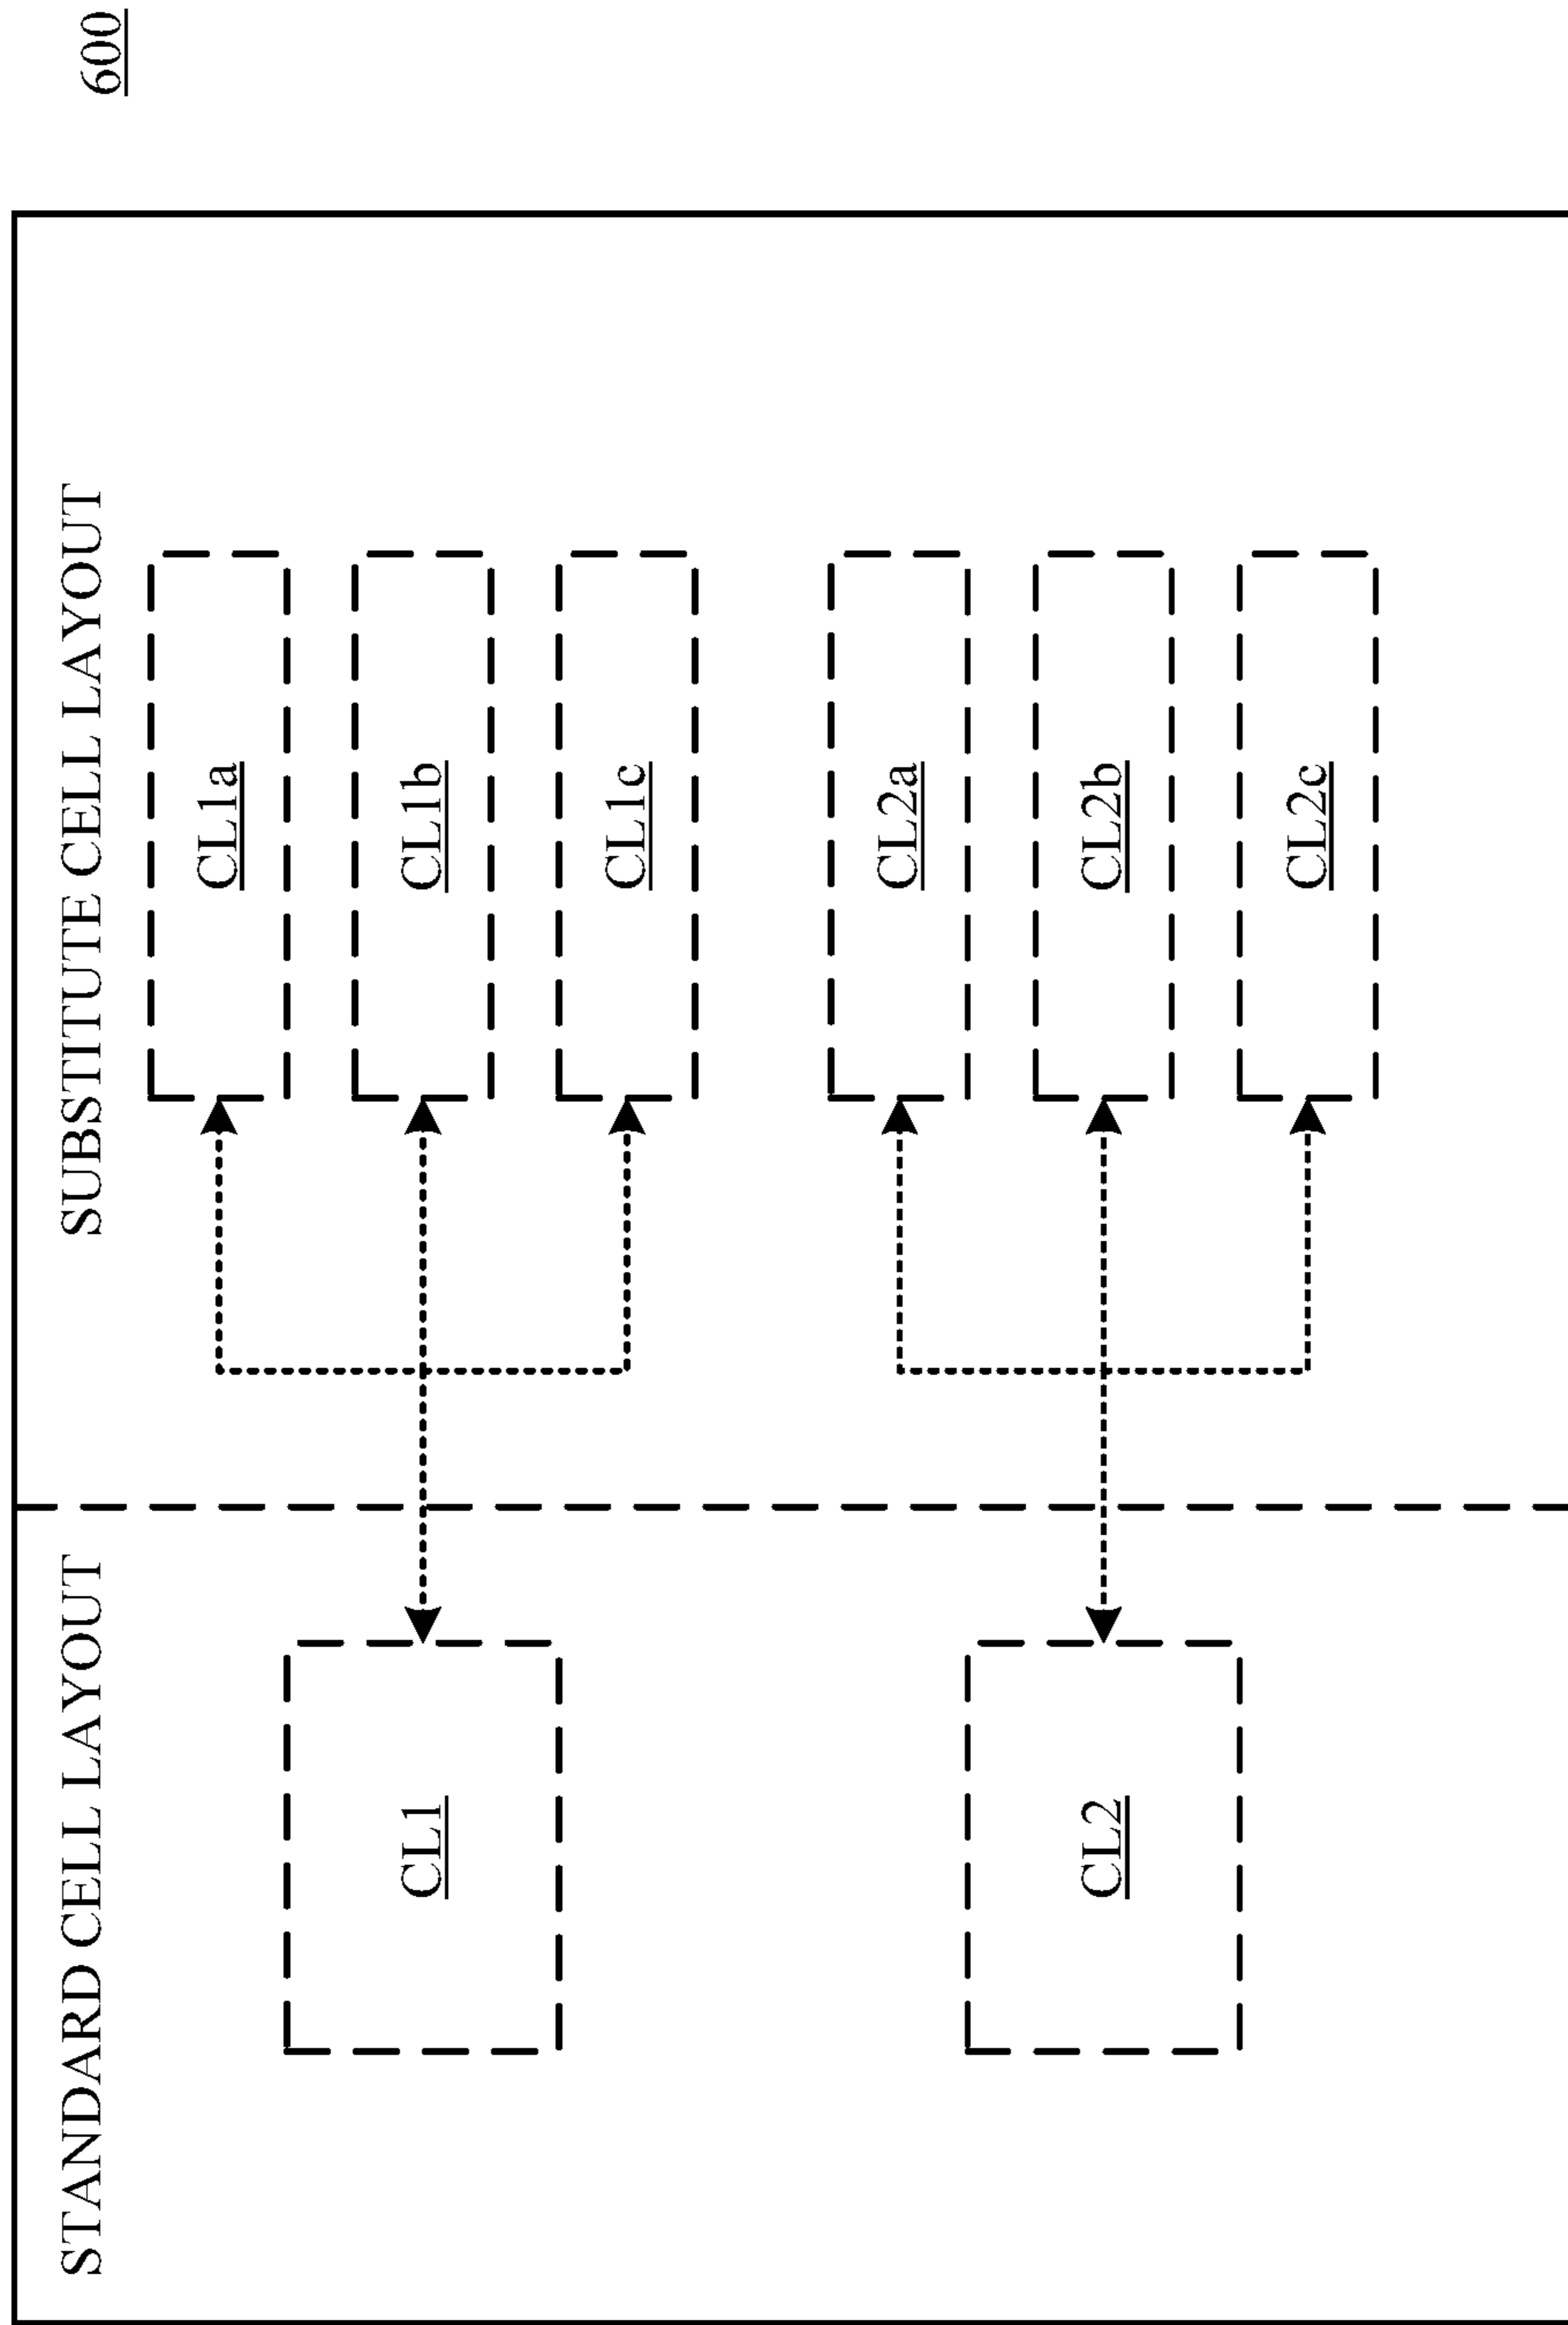 600
STANDARD CELL LAYOUT
SUBSTITUTE CELL LAYOUT
CL1a
CL1
CL1b
CL1c
CL2a
CL2
CL2b
CL2c